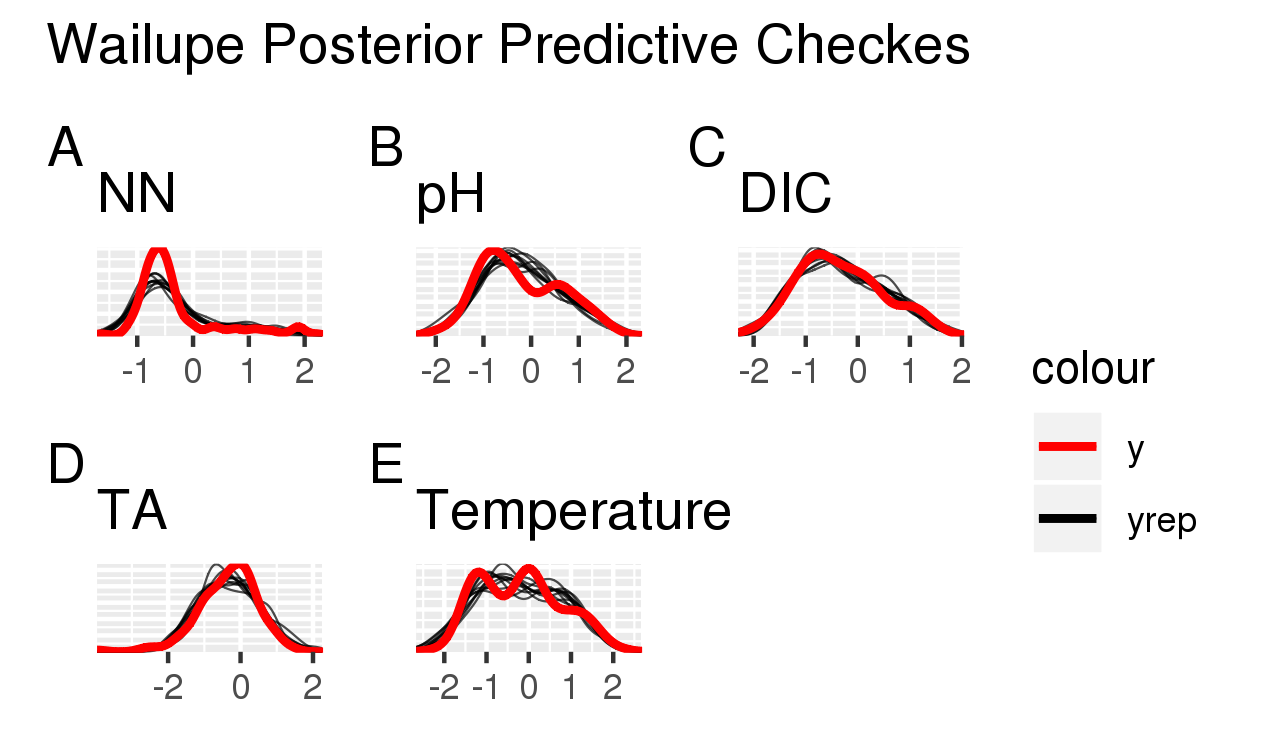 Wailupe Posterior Predictive Checkes
A
NN
-1 0 1 2
B
pH
-2 -1 0 1 2
C
DIC
-2 -1 0 1 2
D
TA
-2 0 2
E
Temperature
-2 -1 0 1 2
colour
y
yrep